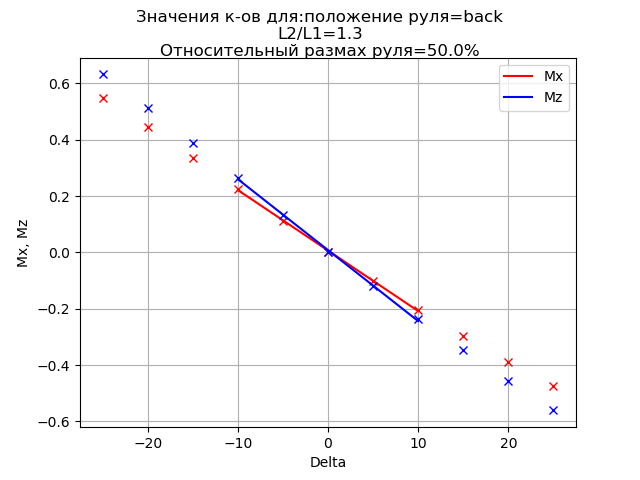 Значения к-ов для:положение руля=back
L2/L1=1.3
Относительный размах руля=50.0%
Mx
Mz
0.6
0.4
0.2
0.0
−0.2
−0.4
−0.6
Mx, Mz
−20
−10
0
10
20
Delta